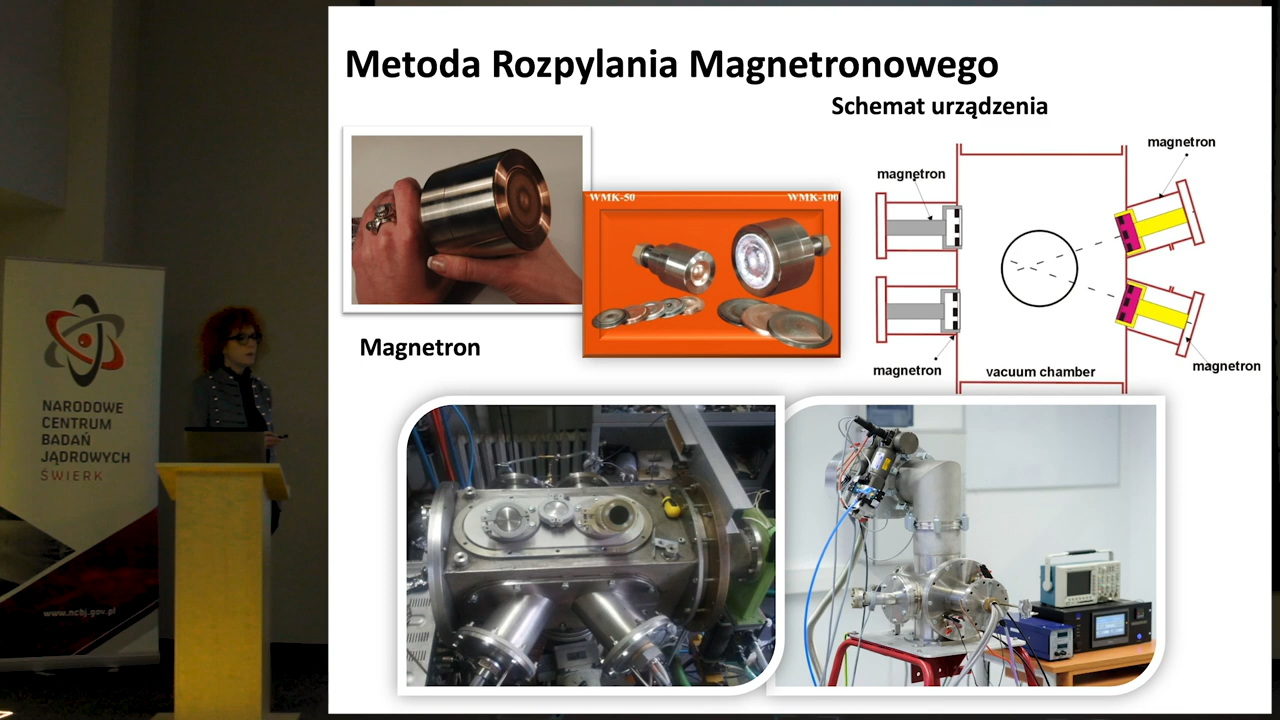 Metoda Rozpylania Magnetronowego
Schemat urządzenia
WMK-50
WMK-100
Magnetron
magnetron
magnetron
magnetron
magnetron
vacuum chamber
NARODOWE
CENTRUM
BADAŃ
JĄDROWYCH
ŚWIERK
www.ncbj.gov.pl